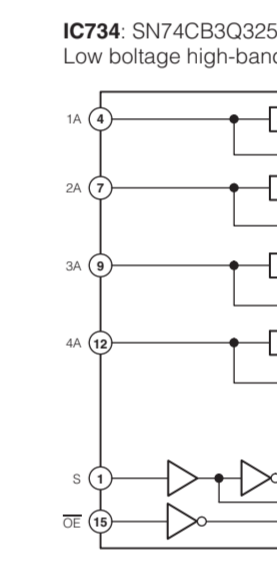 IC734: SN74CB3Q325
Low boltage high-band
1A 4
2A 7
3A 9
4A 12
S 1
OE 15